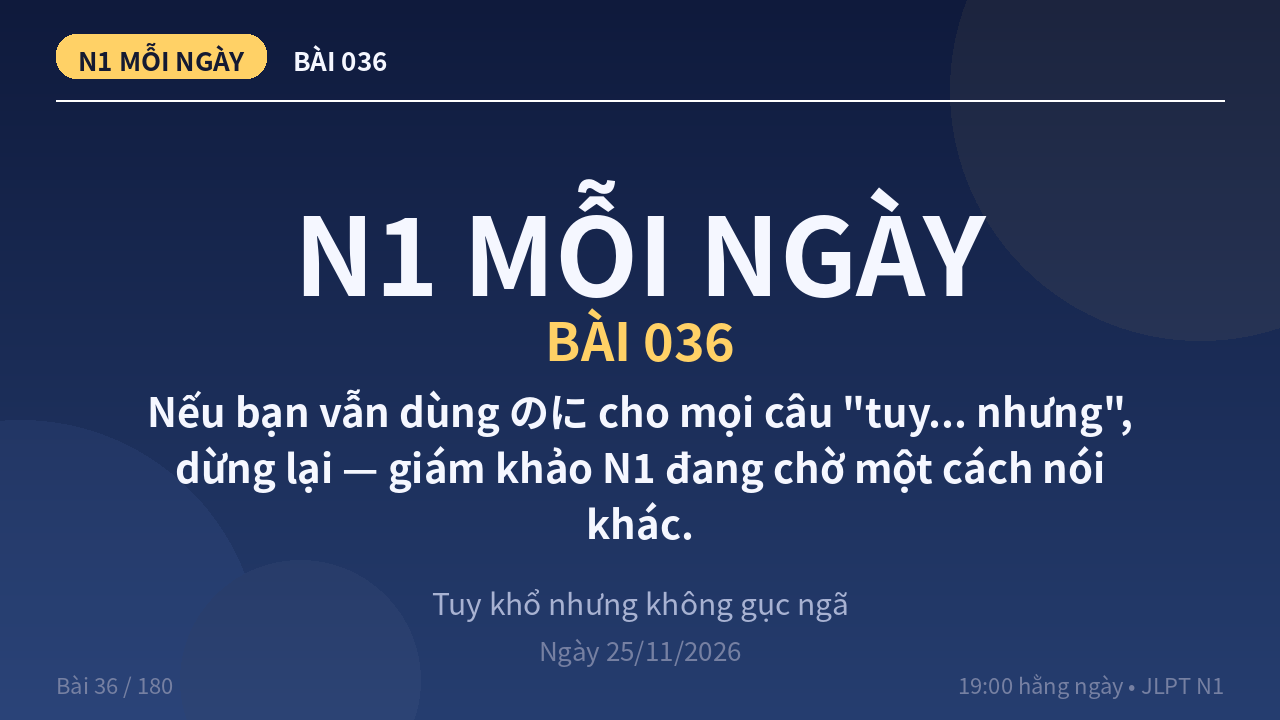 N1 MỖI NGÀY
BÀI 036
N1 MỖI NGÀY
BÀI 036
Nếu bạn vẫn dùng のに cho mọi câu "tuy... nhưng",
dừng lại — giám khảo N1 đang chờ một cách nói
khác.
Tuy khổ nhưng không gục ngã
Ngày 25/11/2026
Bài 36 / 180
19:00 hằng ngày • JLPT N1